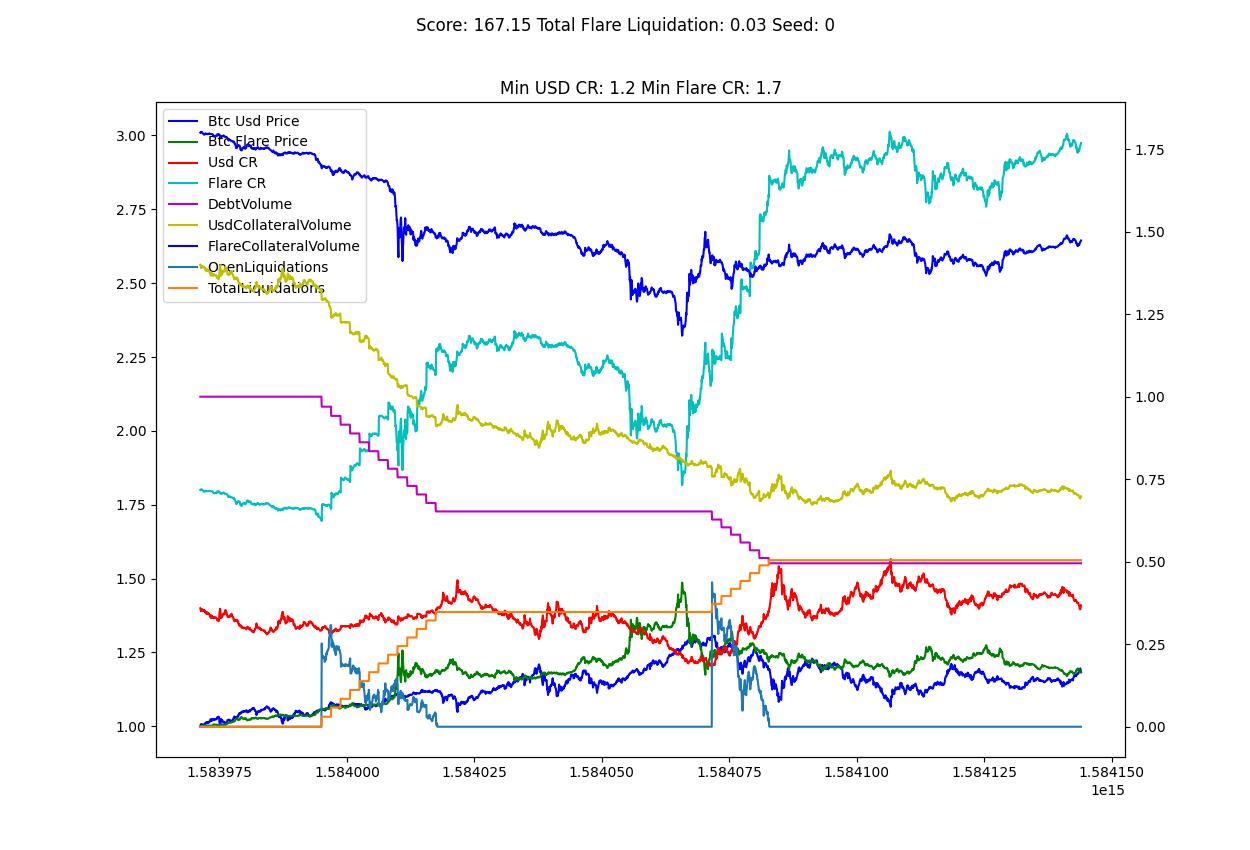 Score: 167.15 Total Flare Liquidation: 0.03 Seed: 0
Min USD CR: 1.2 Min Flare CR: 1.7
Btc Usd Price
Btc Flare Price
Usd CR
Flare CR
DebtVolume
UsdCollateralVolume
FlareCollateralVolume
OpenLiquidations
TotalLiquidations
3.00
2.75
2.50
2.25
2.00
1.75
1.50
1.25
1.00
1.75
1.50
1.25
1.00
0.75
0.50
0.25
0.00
1.583975 1.584000 1.584025 1.584050 1.584075 1.584100 1.584125 1.584150
1e15